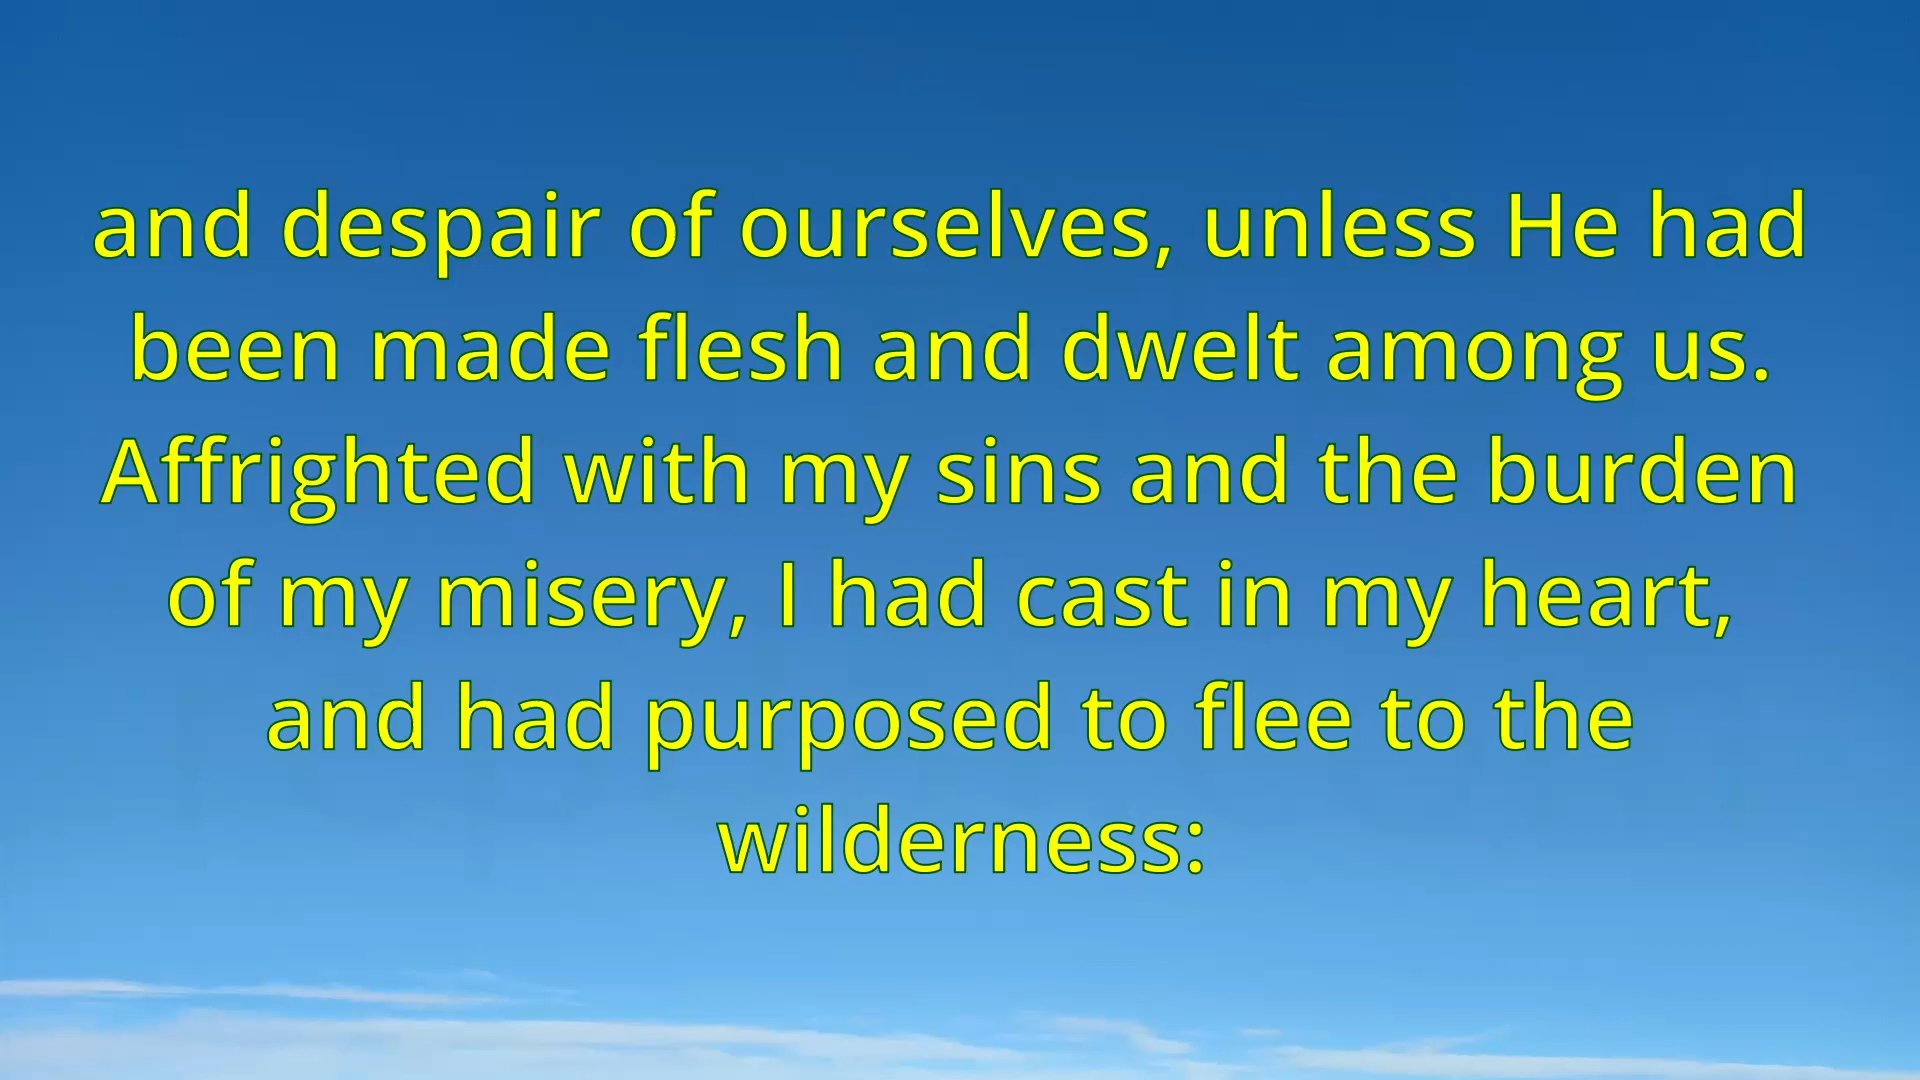 and despair of ourselves, unless He had
been made flesh and dwelt among us.
Affrighted with my sins and the burden
of my misery, I had cast in my heart,
and had purposed to flee to the
wilderness: